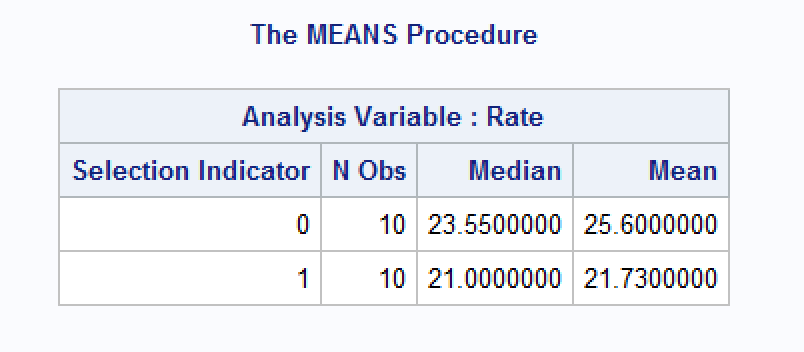 The MEANS Procedure
Analysis Variable : Rate
Selection Indicator N Obs Median Mean
0 10 23.5500000 25.6000000
1 10 21.0000000 21.7300000